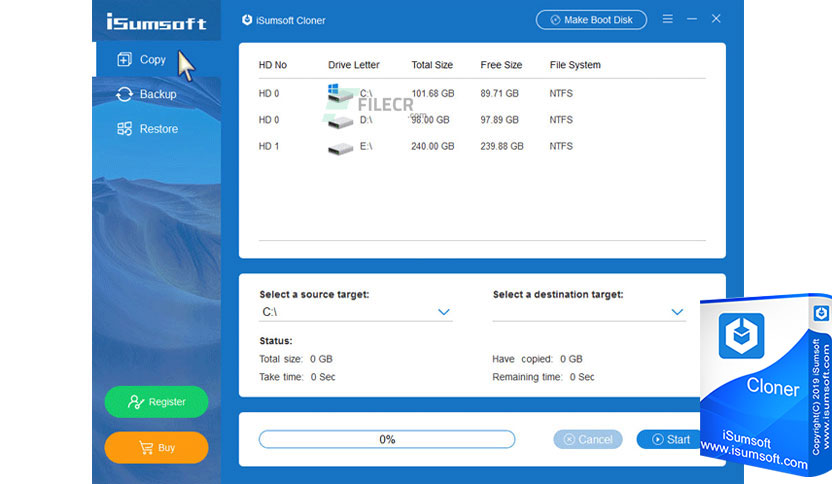 iSumsoft
iSumsoft Cloner
Make Boot Disk
Copy
Backup
Restore
HD No Drive Letter Total Size Free Size File System
HD 0 C:\ 101.68 GB 89.71 GB NTFS
HD 0 D:\ 98.00 GB 97.89 GB NTFS
HD 1 E:\ 240.00 GB 239.88 GB NTFS
FILECR
.com
Select a source target: Select a destination target:
C:\
Status:
Total size: 0 GB Have copied: 0 GB
Take time: 0 Sec Remaining time: 0 Sec
Register
Buy
0%
Cancel
Start
Cloner
iSumsoft
www.isumsoft.com
Copyright(C) 2019 iSumsoft
www.isumsoft.com